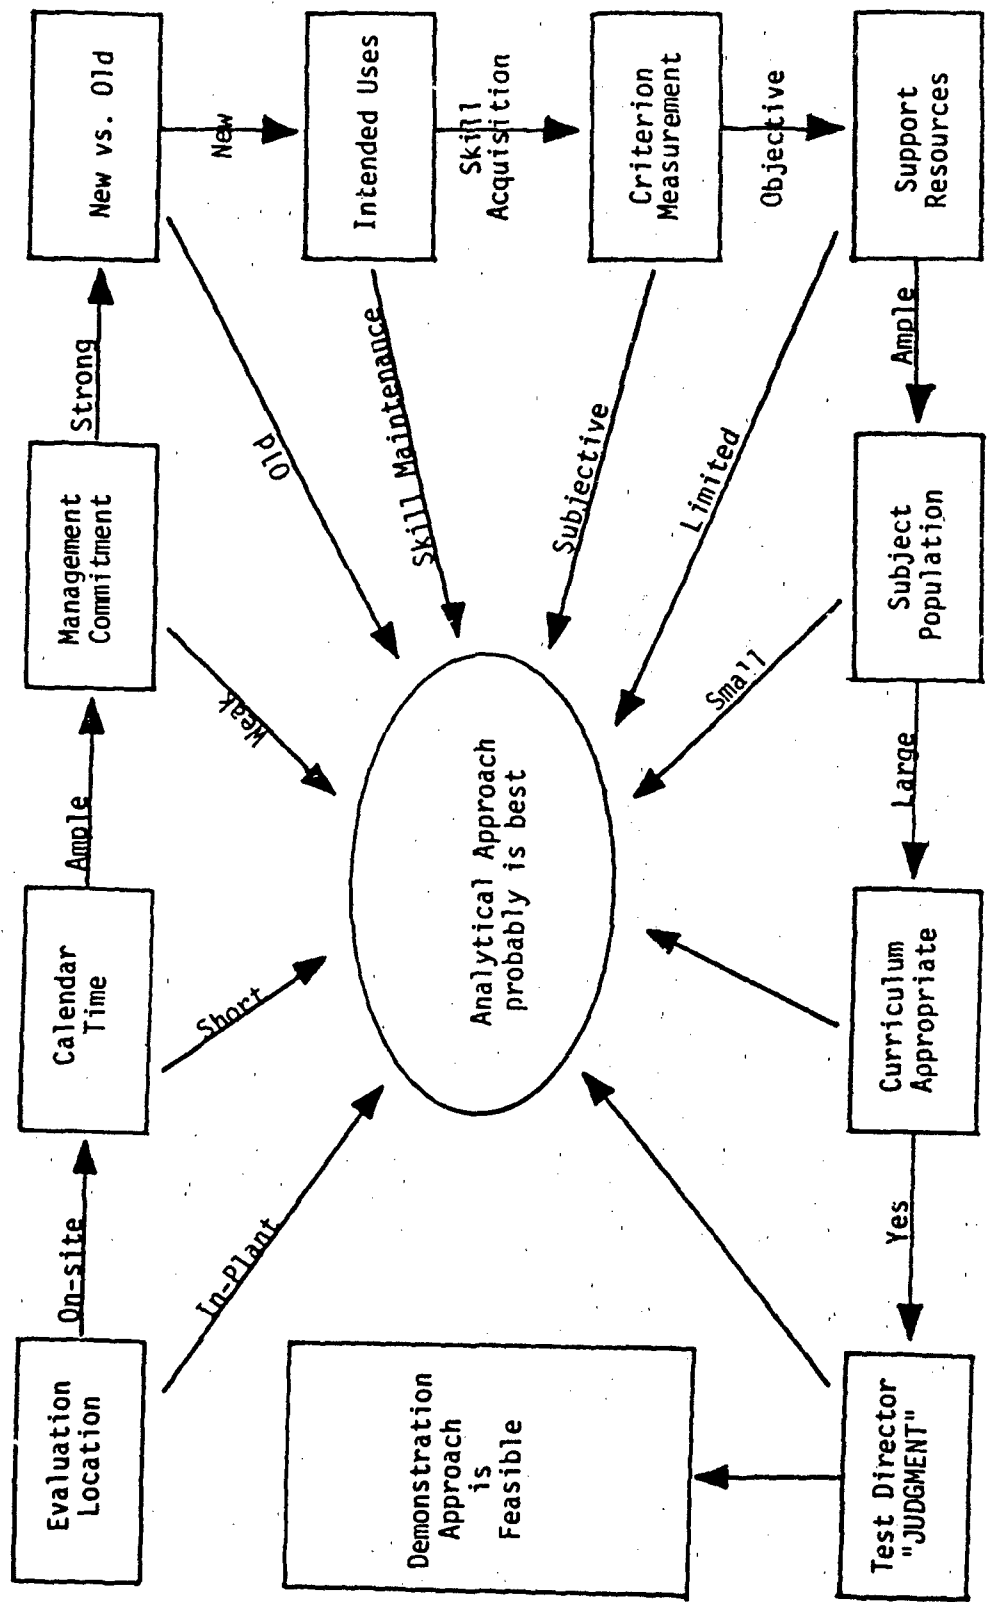 Evaluation
Location
On-site
In-Plant
Calendar
Time
Ample
Short
Management
Commitment
Strong
Weak
New vs. Old
New
Old
Intended Uses
Skill
Acquisition
Skill Maintenance
Criterion
Measurement
Objective
Subjective
Support
Resources
Ample
Limited
Subject
Population
Large
Small
Curriculum
Appropriate
Yes
Test Director
"JUDGMENT"
Demonstration
Approach
is
Feasible
Analytical Approach
probably is best